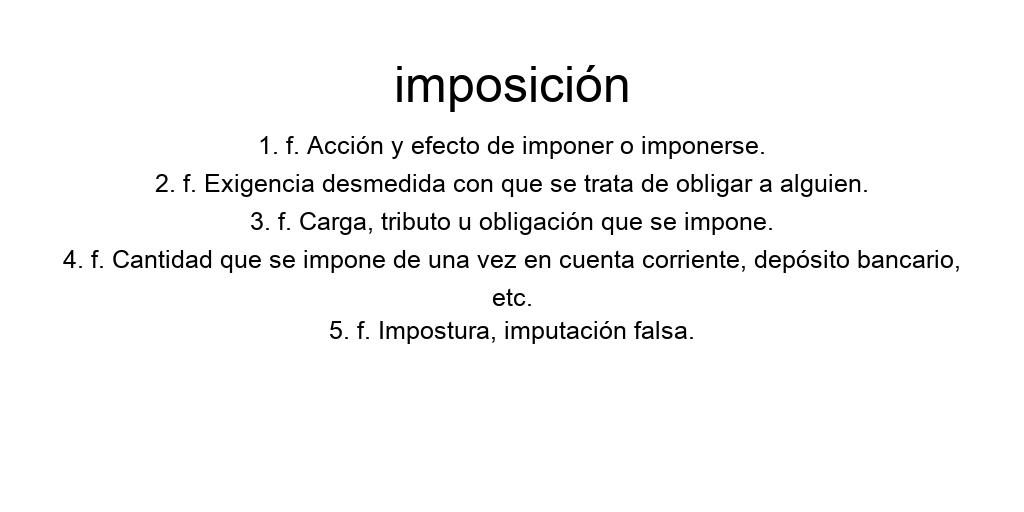 imposición
1. f. Acción y efecto de imponer o imponerse.
2. f. Exigencia desmedida con que se trata de obligar a alguien.
3. f. Carga, tributo u obligación que se impone.
4. f. Cantidad que se impone de una vez en cuenta corriente, depósito bancario,
etc.
5. f. Impostura, imputación falsa.